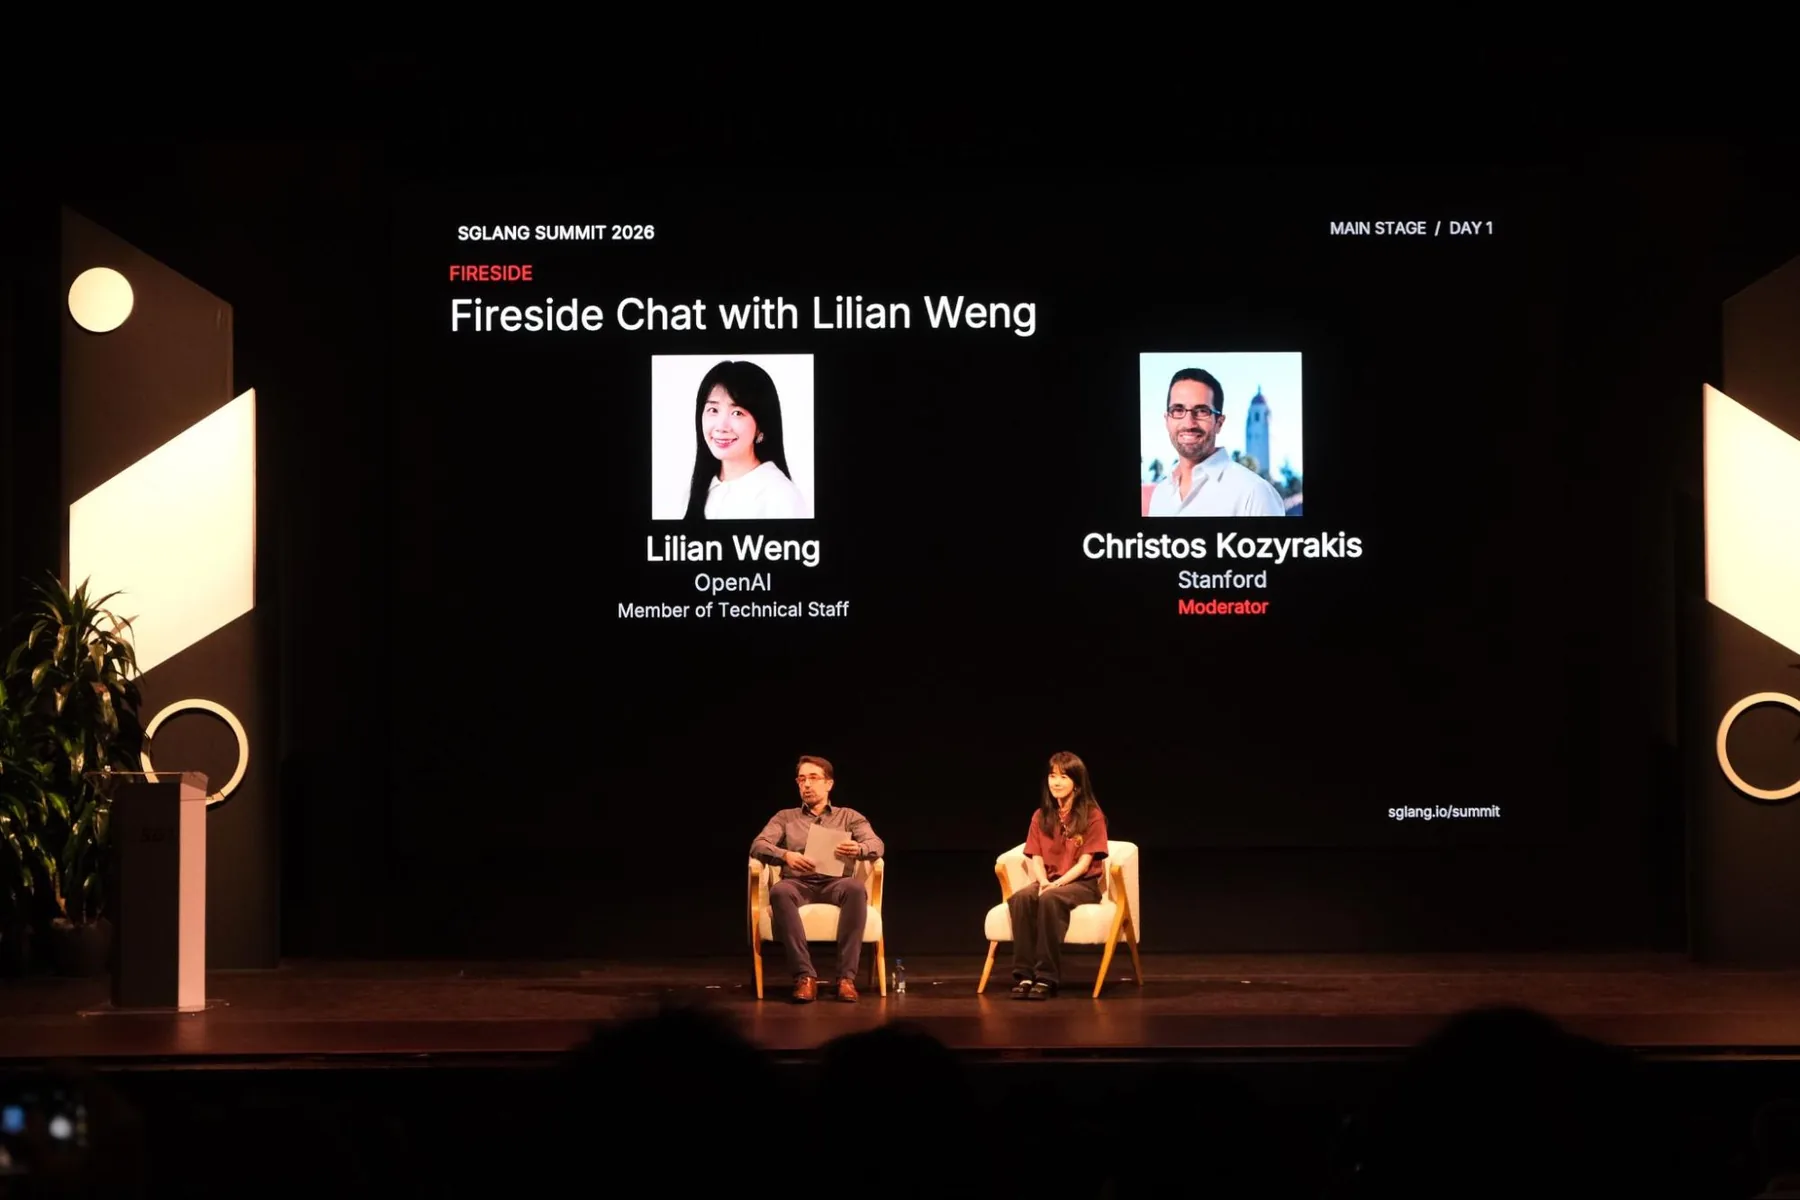 SGLANG SUMMIT 2026
MAIN STAGE / DAY 1
FIRESIDE
Fireside Chat with Lilian Weng
Lilian Weng
OpenAI
Member of Technical Staff
Christos Kozyrakis
Stanford
Moderator
sglang.io/summit